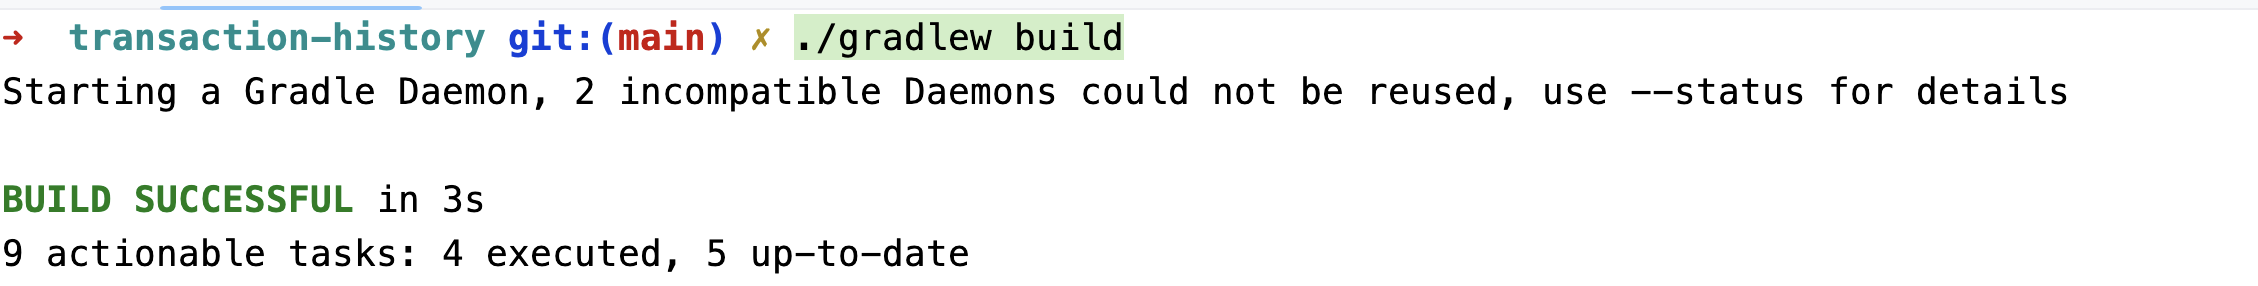 ➜  transaction-history git:(main) ✗ ./gradlew build
Starting a Gradle Daemon, 2 incompatible Daemons could not be reused, use --status for details
BUILD SUCCESSFUL in 3s
9 actionable tasks: 4 executed, 5 up-to-date